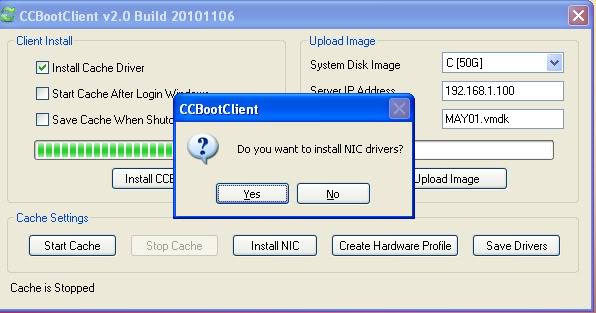 CCBootClient v2.0 Build 20101106
Client Install
Install Cache Driver
Start Cache After Login Windows
Save Cache When Shutd
Install CCB
Upload Image
System Disk Image
C [50G]
Server IP Address
192.168.1.100
MAY01.vmdk
Upload Image
CCBootClient
Do you want to install NIC drivers?
Yes
No
Cache Settings
Start Cache
Stop Cache
Install NIC
Create Hardware Profile
Save Drivers
Cache is Stopped